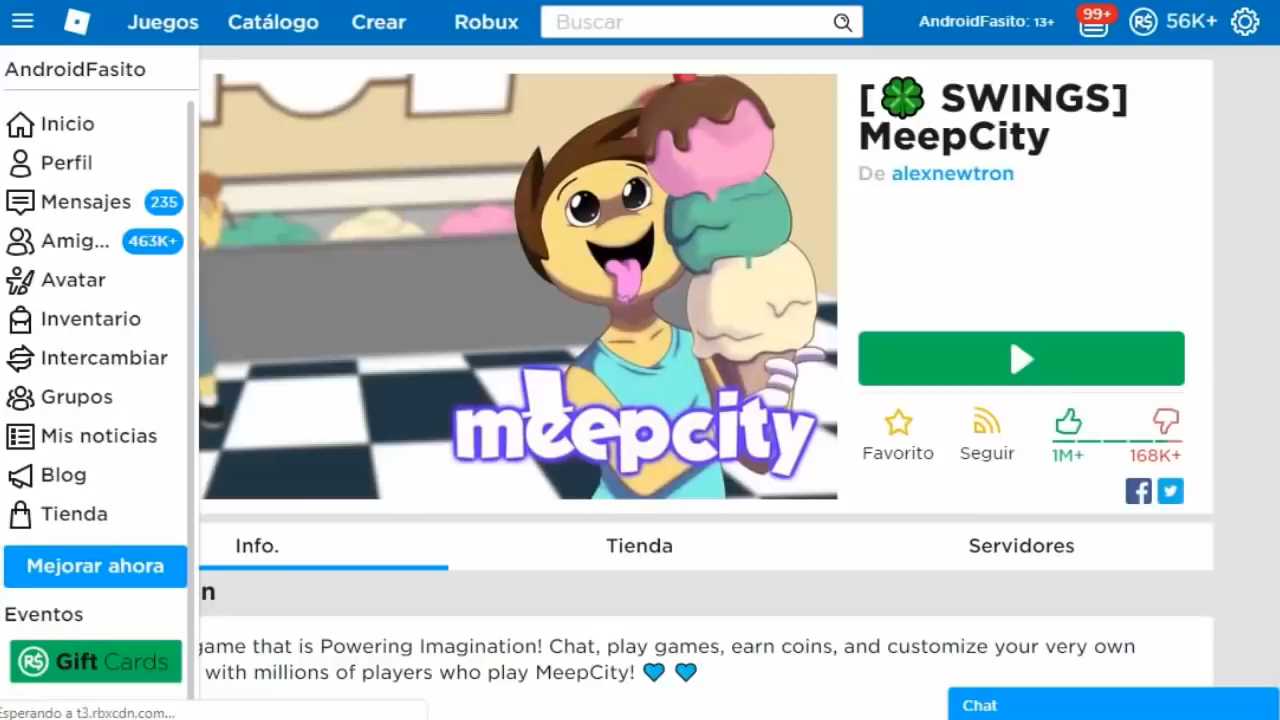 Juegos Catálogo Crear Robux Buscar AndroidFasito: 13+ 99+ R$ 56K+
AndroidFasito
Inicio
Perfil
Mensajes 235
Amig... 463K+
Avatar
Inventario
Intercambiar
Grupos
Mis noticias
Blog
Tienda
Mejorar ahora
Eventos
R$ Gift Cards
meepcity
[🍀 SWINGS]
MeepCity
De alexnewtron
Favorito Seguir 1M+ 168K+
Info. Tienda Servidores
n
game that is Powering Imagination! Chat, play games, earn coins, and customize your very own
with millions of players who play MeepCity! 💙 💙
Esperando a t3.rbxcdn.com...
Chat